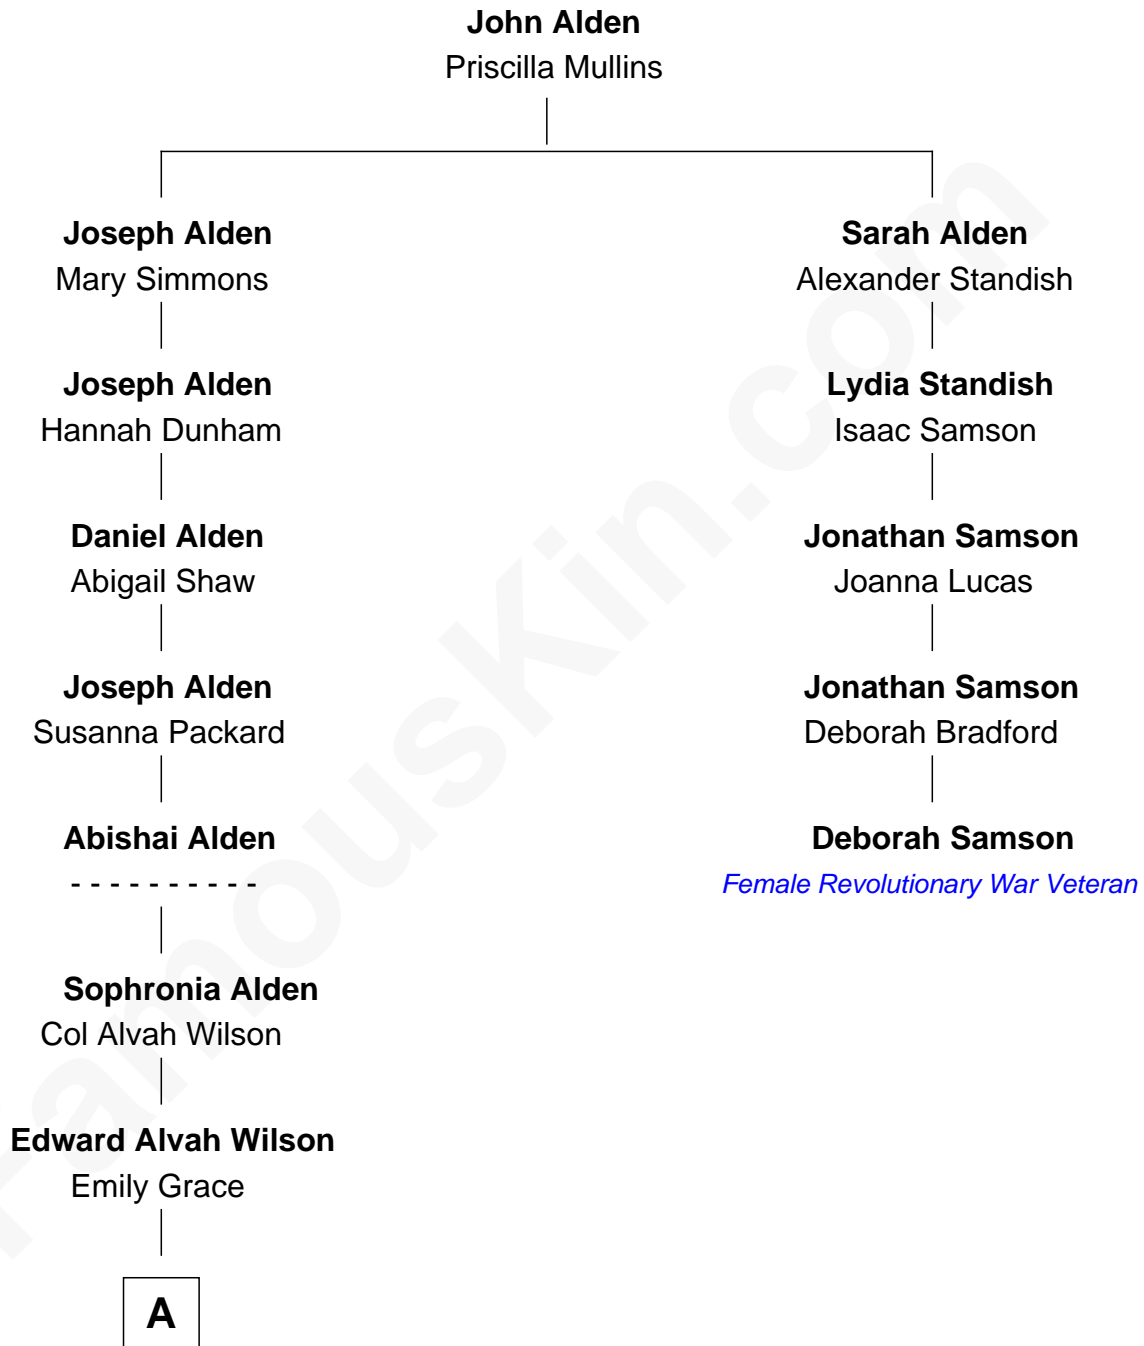 John Alden
Priscilla Mullins
Joseph Alden
Mary Simmons
Sarah Alden
Alexander Standish
Joseph Alden
Hannah Dunham
Lydia Standish
Isaac Samson
Daniel Alden
Abigail Shaw
Jonathan Samson
Joanna Lucas
Joseph Alden
Susanna Packard
Jonathan Samson
Deborah Bradford
Abishai Alden
- - - - - - - - - -
Deborah Samson
Female Revolutionary War Veteran
Sophronia Alden
Col Alvah Wilson
Edward Alvah Wilson
Emily Grace
A
FamousKin.com